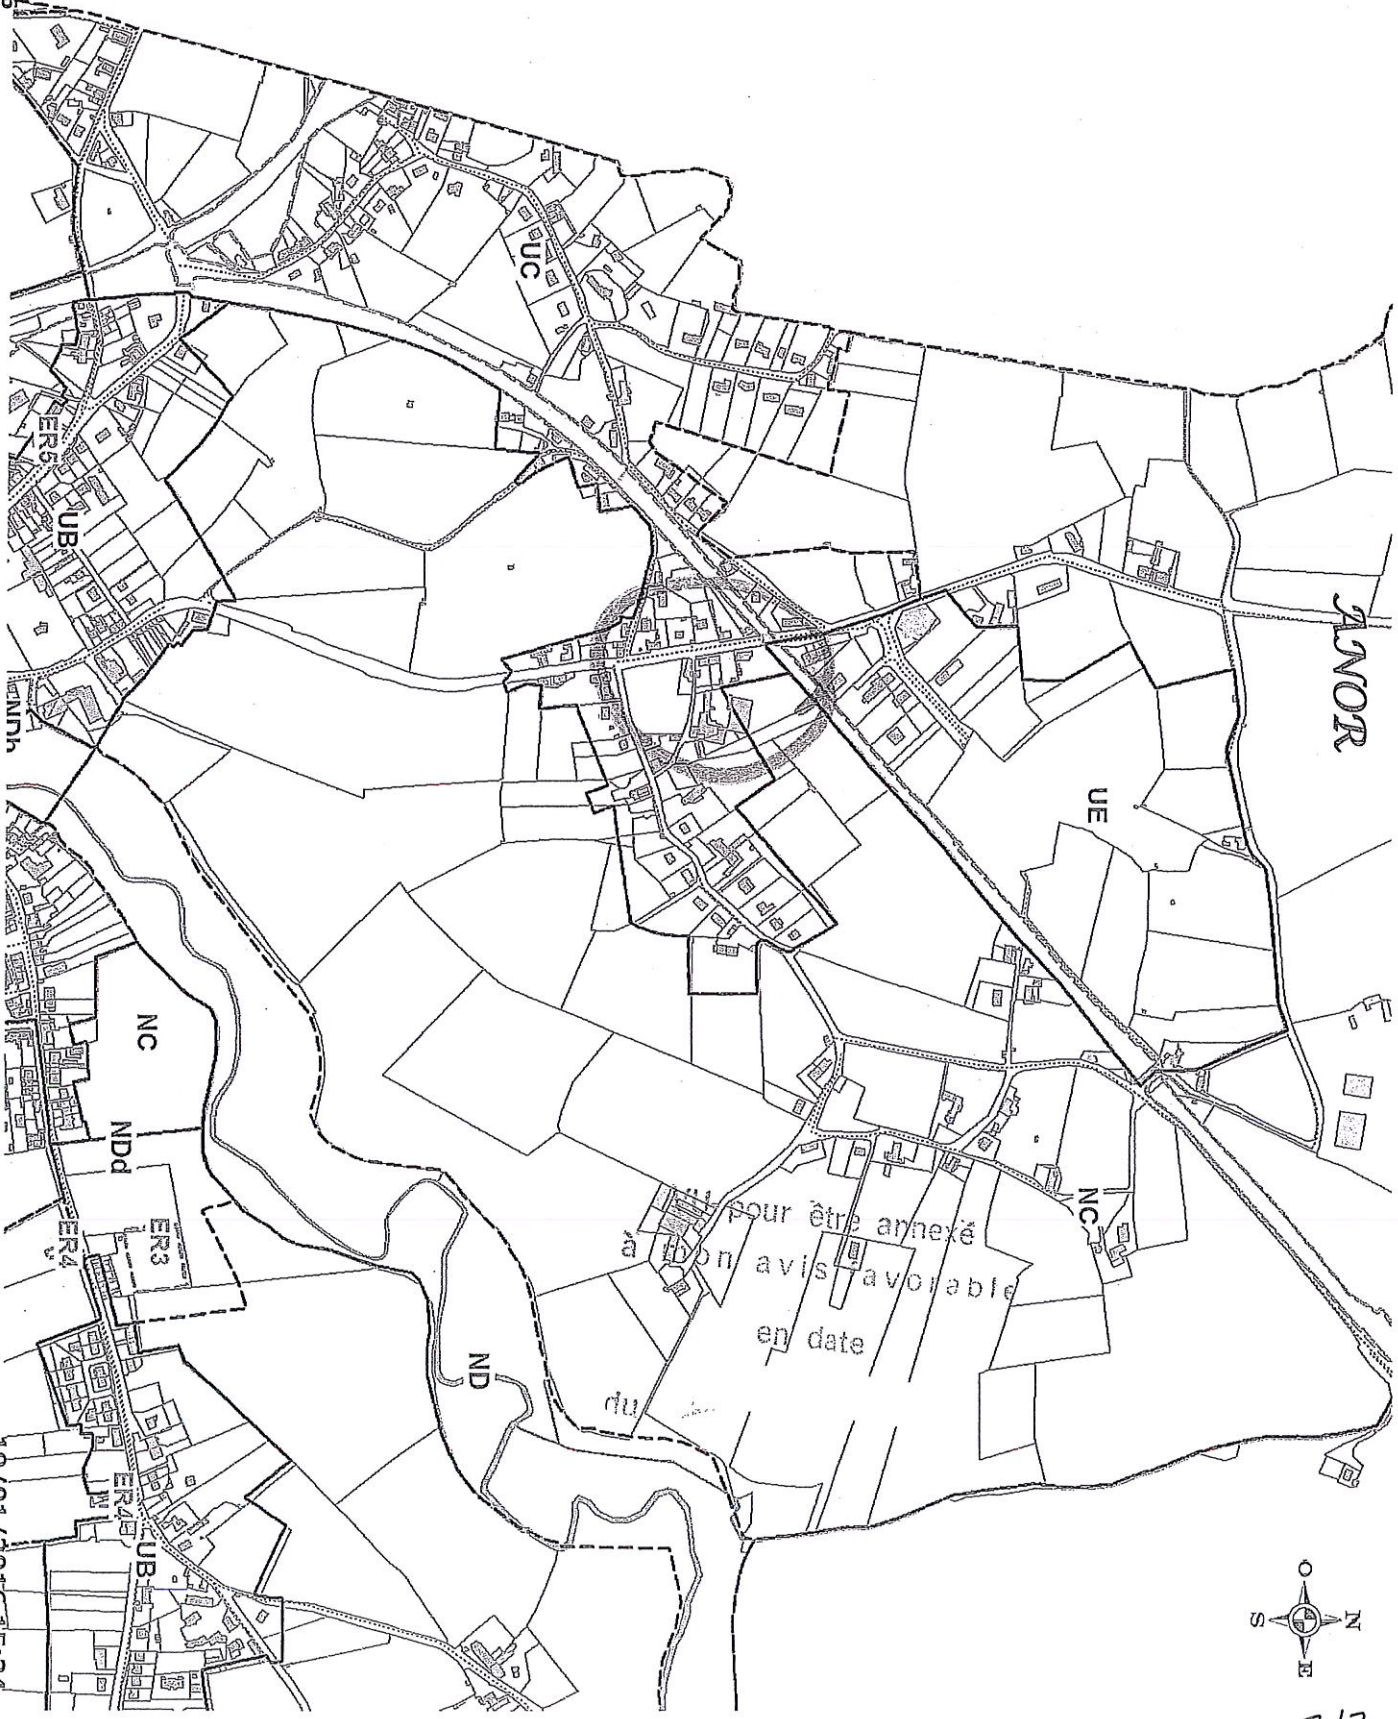 ANOR
UC
UE
ER5
UB
NC
NDd
ER3
ER4
NC
ND
ER4
UB
pour être annexé
à avis favorable
en date
du
N
O
E
S